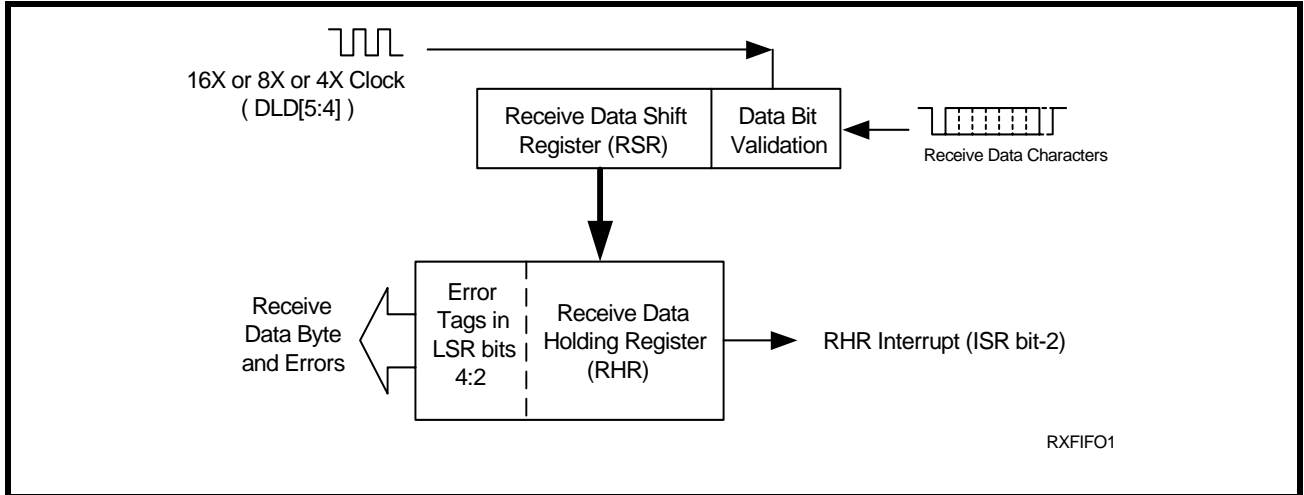 16X or 8X or 4X Clock
( DLD[5:4] )
Receive Data Shift
Register (RSR)
Data Bit
Validation
Receive Data Characters
Receive
Data Byte
and Errors
Error
Tags in
LSR bits
4:2
Receive Data
Holding Register
(RHR)
RHR Interrupt (ISR bit-2)
RXFIFO1